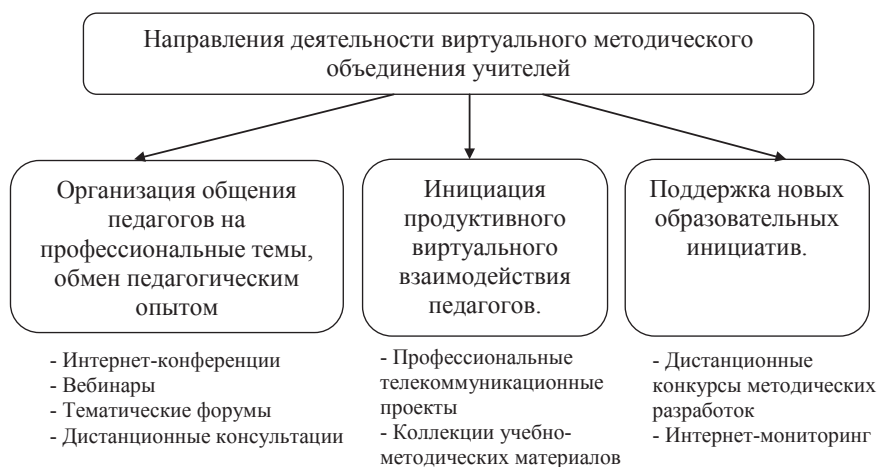 Направления деятельности виртуального методического
объединения учителей
Организация общения
педагогов на
профессиональные темы,
обмен педагогическим
опытом
Инициация
продуктивного
виртуального
взаимодействия
педагогов.
Поддержка новых
образовательных
инициатив.
- Интернет-конференции
- Вебинары
- Тематические форумы
- Дистанционные консультации
- Профессиональные
телекоммуникационные
проекты
- Коллекции учебно-
методических материалов
- Дистанционные
конкурсы методических
разработок
- Интернет-мониторинг